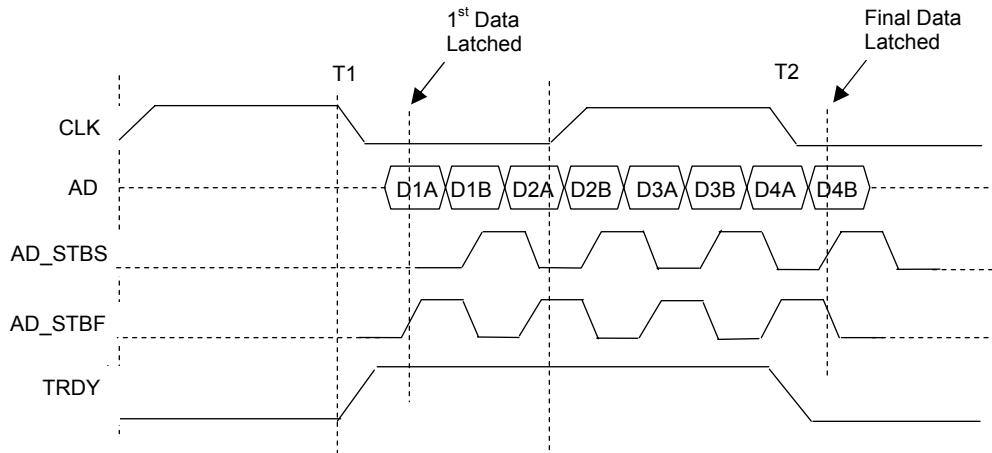 1st Data
Latched
Final Data
Latched
T1
T2
CLK
AD
D1A D1B D2A D2B D3A D3B D4A D4B
AD_STBS
AD_STBF
TRDY